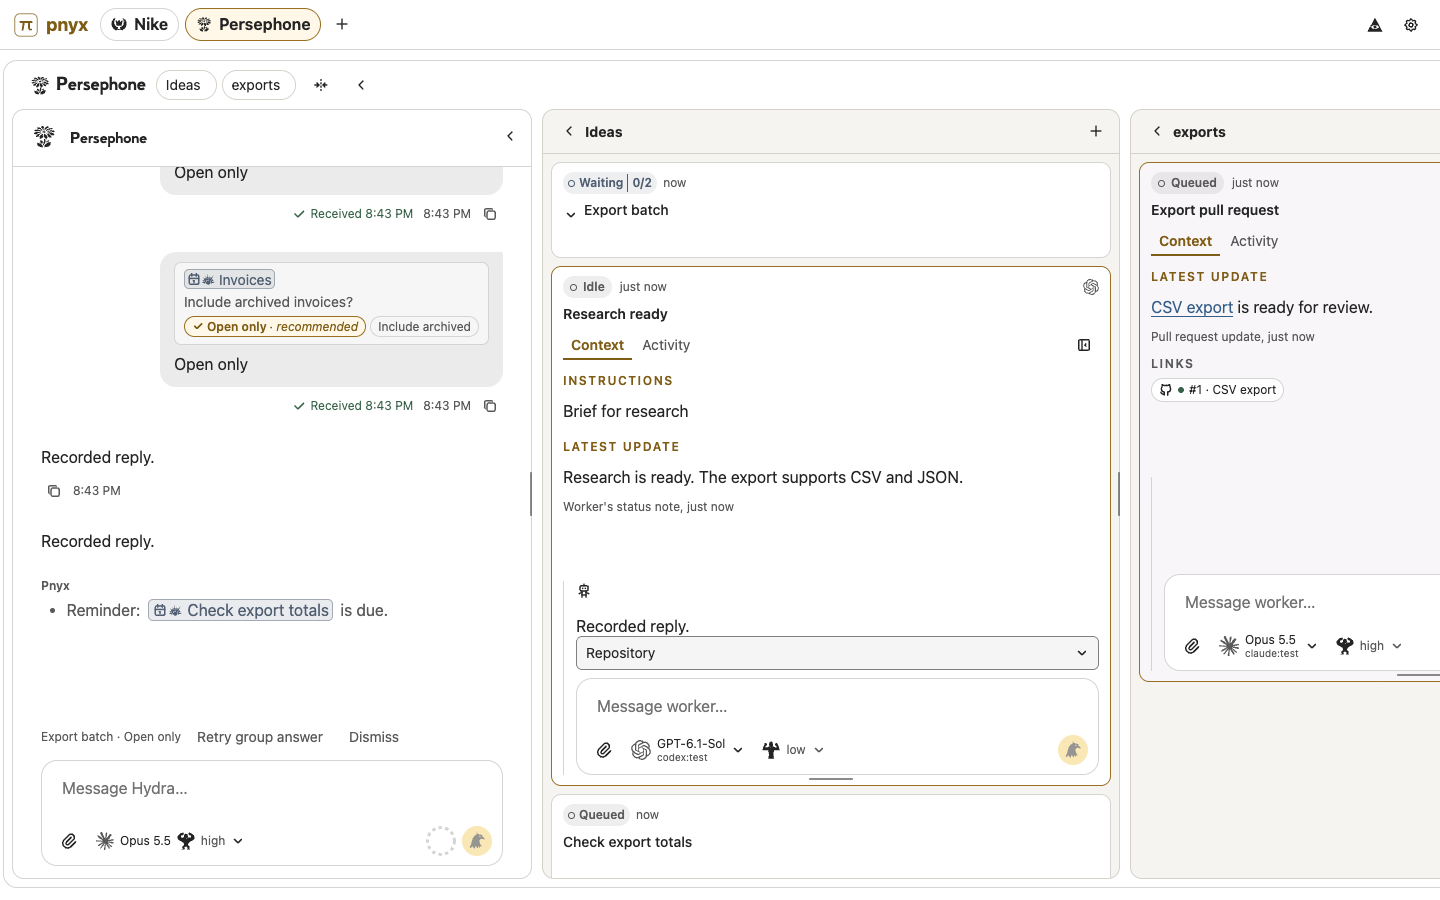 π pnyx Nike Persephone +
Persephone Ideas exports
Persephone
Open only
Received 8:43 PM 8:43 PM
Invoices
Include archived invoices?
Open only · recommended Include archived
Open only
Received 8:43 PM 8:43 PM
Recorded reply.
8:43 PM
Recorded reply.
Pnyx
• Reminder: Check export totals is due.
Export batch · Open only Retry group answer Dismiss
Message Hydra...
Opus 5.5 high
Ideas
Waiting 0/2 now
Export batch
Idle just now
Research ready
Context Activity
INSTRUCTIONS
Brief for research
LATEST UPDATE
Research is ready. The export supports CSV and JSON.
Worker's status note, just now
Recorded reply.
Repository
Message worker...
GPT-6.1-Sol
codex:test
low
Queued now
Check export totals
exports
Queued just now
Export pull request
Context Activity
LATEST UPDATE
CSV export is ready for review.
Pull request update, just now
LINKS
#1 · CSV export
Message worker...
Opus 5.5
claude:test
high